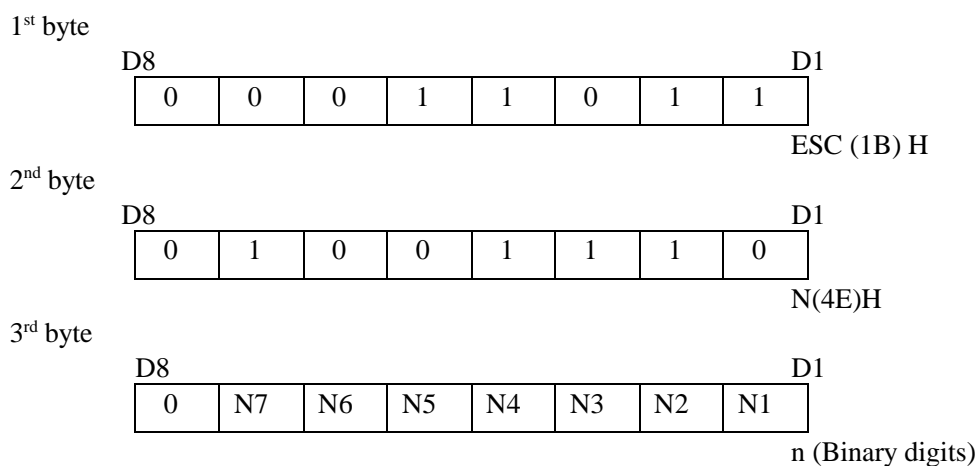 1st byte
D8 D1
0 0 0 1 1 0 1 1
ESC (1B) H
2nd byte
D8 D1
0 1 0 0 1 1 1 0
N(4E)H
3rd byte
D8 D1
0 N7 N6 N5 N4 N3 N2 N1
n (Binary digits)